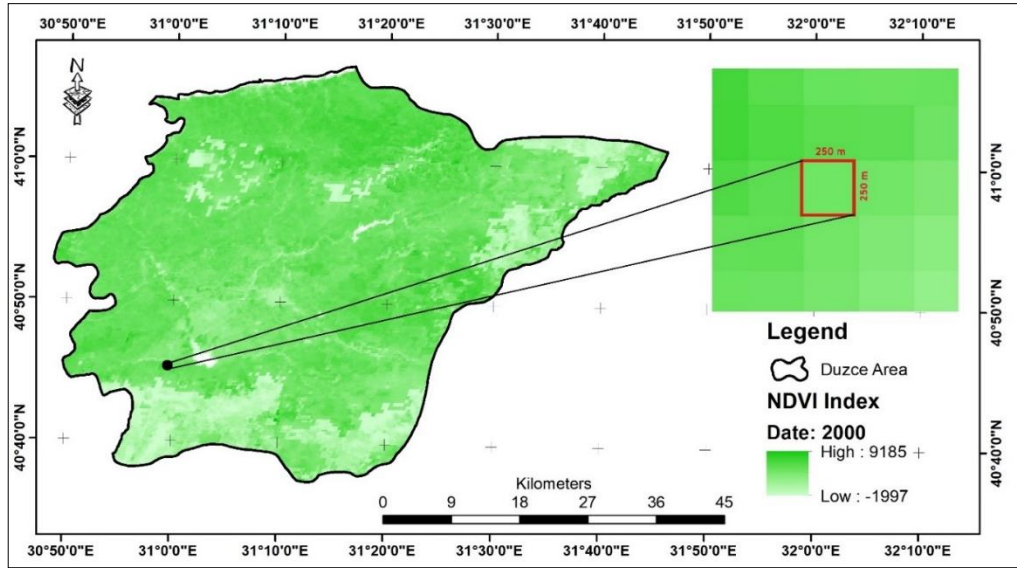 30°50'0"E 31°0'0"E 31°10'0"E 31°20'0"E 31°30'0"E 31°40'0"E 31°50'0"E 32°0'0"E 32°10'0"E
N
250 m
250 m
41°0'0"N
41°0'0"N
40°50'0"N
40°50'0"N
Legend
Duzce Area
NDVI Index
Date: 2000
High : 9185
Low : -1997
40°40'0"N
40°40'0"N
Kilometers
0 9 18 27 36 45
30°50'0"E 31°0'0"E 31°10'0"E 31°20'0"E 31°30'0"E 31°40'0"E 31°50'0"E 32°0'0"E 32°10'0"E